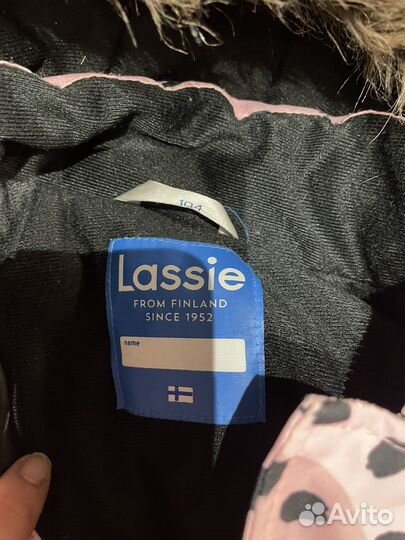 104
Lassie
FROM FINLAND
SINCE 1952
name
Avito